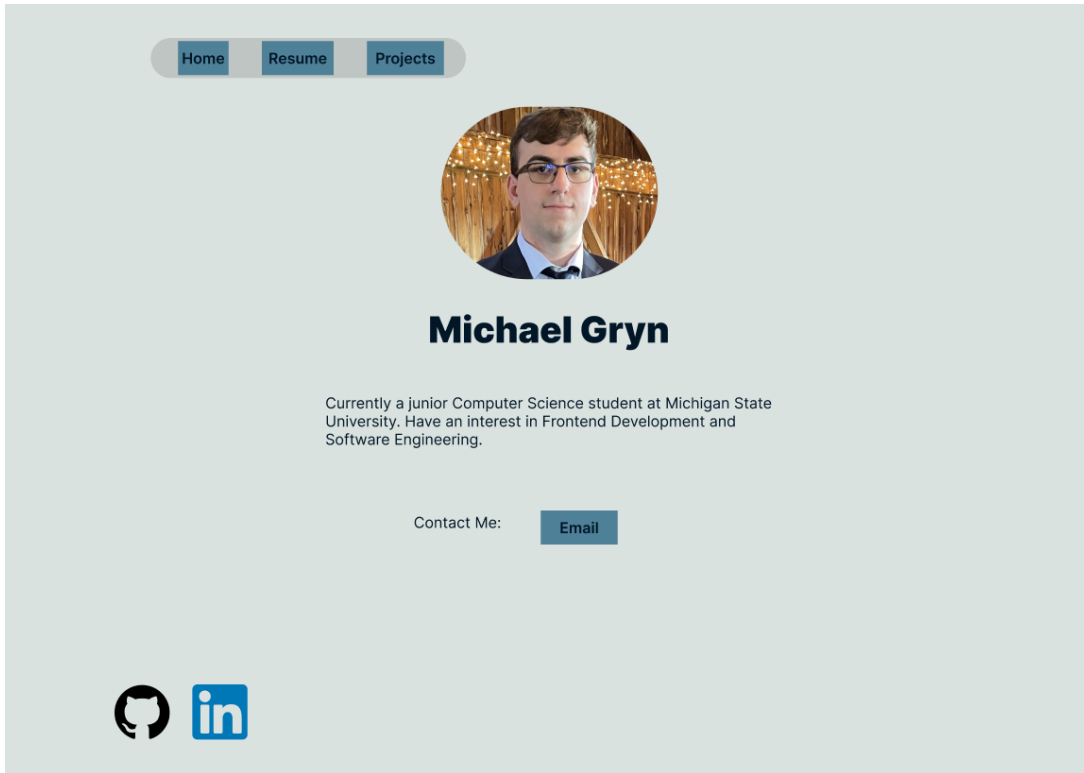 Home Resume Projects
Michael Gryn
Currently a junior Computer Science student at Michigan State
University. Have an interest in Frontend Development and
Software Engineering.
Contact Me: Email
in